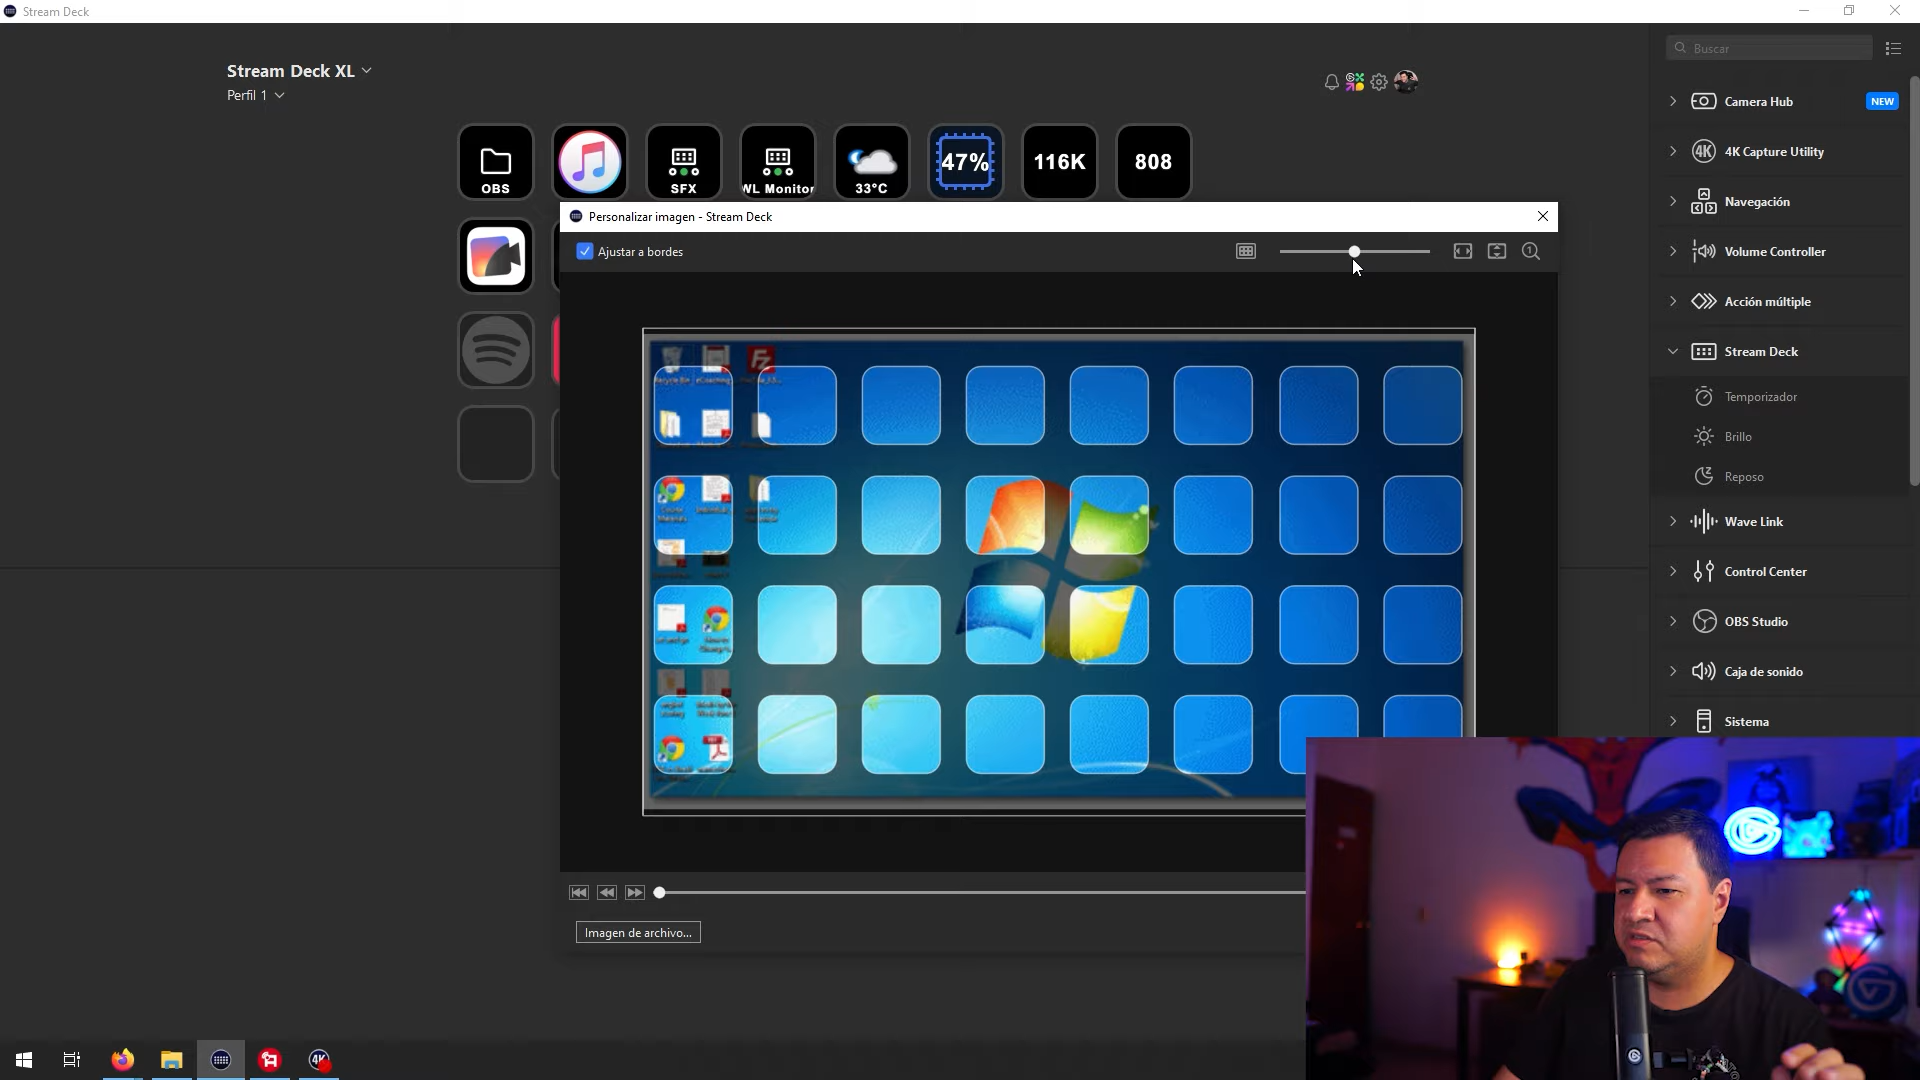 Stream Deck
Buscar
Stream Deck XL
Perfil 1
Camera Hub
NEW
4K
4K Capture Utility
47%
116K
808
OBS
SFX
WL Monitor
33°C
Navegación
Personalizar imagen - Stream Deck
Ajustar a bordes
Volume Controller
Acción múltiple
Stream Deck
Temporizador
Brillo
Reposo
Wave Link
Control Center
OBS Studio
Caja de sonido
Sistema
Imagen de archivo...
4K